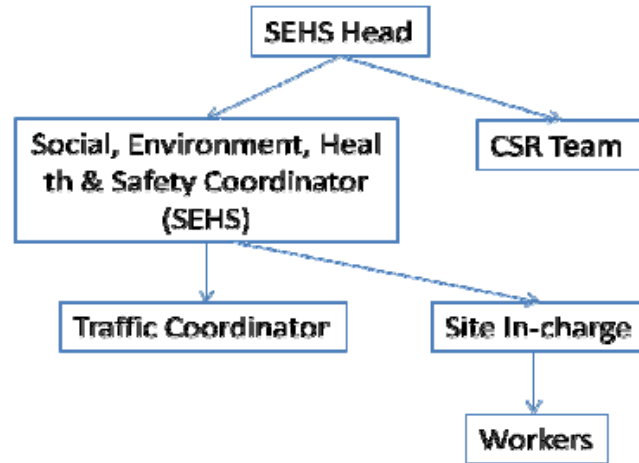 SEHS Head
Social, Environment, Heal
th & Safety Coordinator
(SEHS)
CSR Team
Traffic Coordinator
Site In-charge
Workers